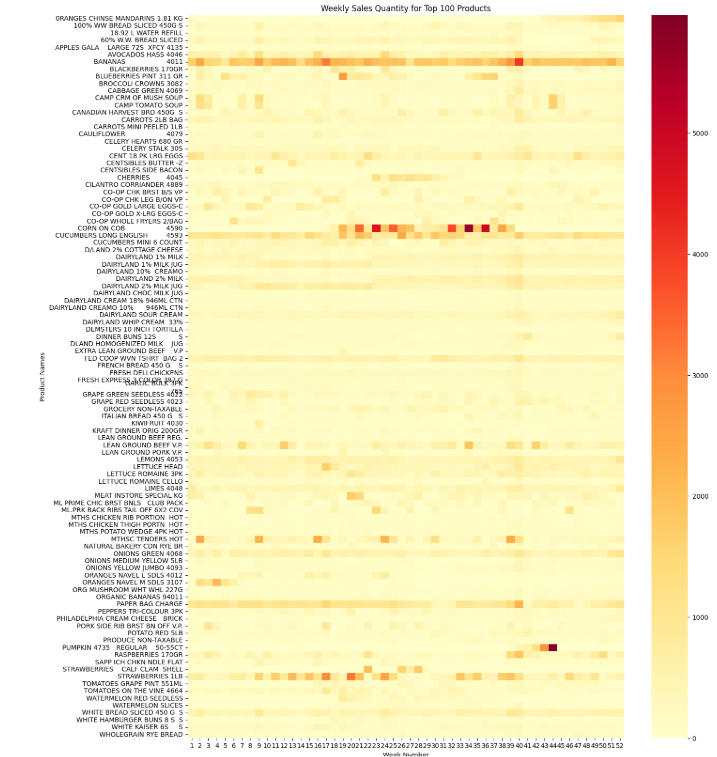 Weekly Sales Quantity for Top 100 Products
ORANGES CHINSE MANDARINS 1.81 KG
100% WW BREAD SLICED 450G S
18.92 L WATER REFILL
60% W.W. BREAD SLICED
APPLES GALA LARGE 72S XFCY 4135
AVOCADOS HASS 4046
BANANAS 4011
BLACKBERRIES 170GR
BLUEBERRIES PINT 311 GR
BROCCOLI CROWNS 3082
CABBAGE GREEN 4069
CAMP CRM OF MUSH SOUP
CAMP TOMATO SOUP
CANADIAN HARVEST BRD 450G S
CARROTS 2LB BAG
CARROTS MINI PEELED 1LB
CAULIFLOWER 4079
CELERY HEARTS 680 GR
CELERY STALK 30S
CENT 18 PK LRG EGGS
CENTSIBLES BUTTER -Z
CENTSIBLES SIDE BACON
CHERRIES 4045
CILANTRO CORRIANDER 4889
CO-OP CHK BRST B/S VP
CO-OP CHK LEG B/ON VP
CO-OP GOLD LARGE EGGS-C
CO-OP GOLD X-LRG EGGS-C
CO-OP WHOLE FRYERS 2/BAG
CORN ON COB 4590
CUCUMBERS LONG ENGLISH 4593
CUCUMBERS MINI 6 COUNT
D/LAND 2% COTTAGE CHEESE
DAIRYLAND 1% MILK
DAIRYLAND 1% MILK JUG
DAIRYLAND 10% CREAMO
DAIRYLAND 2% MILK
DAIRYLAND 2% MILK JUG
DAIRYLAND CHOC MILK JUG
DAIRYLAND CREAM 18% 946ML CTN
DAIRYLAND CREAMO 10% 946ML CTN
DAIRYLAND SOUR CREAM
DAIRYLAND WHIP CREAM 33%
DEMSTERS 10 INCH TORTILLA
DINNER BUNS 12S S
DLAND HOMOGENIZED MILK JUG
EXTRA LEAN GROUND BEEF V.P
FED COOP WVN TSHRT BAG 2
FRENCH BREAD 450 G S
FRESH DELI CHICKENS
FRESH EXPRESS 3 COLOR 397 G
GARLIC BULK 3PK
GRAPE GREEN SEEDLESS 4022
GRAPE RED SEEDLESS 4023
GROCERY NON-TAXABLE
ITALIAN BREAD 450 G S
KIWIFRUIT 4030
KRAFT DINNER ORIG 200GR
LEAN GROUND BEEF REG.
LEAN GROUND BEEF V.P.
LEAN GROUND PORK V.P.
LEMONS 4053
LETTUCE HEAD
LETTUCE ROMAINE 3PK
LETTUCE ROMAINE CELLO
LIMES 4048
MEAT INSTORE SPECIAL KG
ML PRIME CHIC BRST BNLS CLUB PACK
ML.PRK BACK RIBS TAIL OFF 6X2 COV
MTHS CHICKEN RIB PORTION HOT
MTHS CHICKEN THIGH PORTN HOT
MTHS POTATO WEDGE 4PK HOT
MTHSC TENDERS HOT
NATURAL BAKERY CDN RYE BR
ONIONS GREEN 4068
ONIONS MEDIUM YELLOW 5LB
ONIONS YELLOW JUMBO 4093
ORANGES NAVEL L SDLS 4012
ORANGES NAVEL M SDLS 3107
ORG MUSHROOM WHT WHL 227G
ORGANIC BANANAS 94011
PAPER BAG CHARGE
PEPPERS TRI-COLOUR 3PK
PHILADELPHIA CREAM CHEESE BRICK
PORK SIDE RIB BRST BN OFF V.P.
POTATO RED 5LB
PRODUCE NON-TAXABLE
PUMPKIN 4735 REGULAR 50-55CT
RASPBERRIES 170GR
SAPP ICH CHKN NDLE FLAT
STRAWBERRIES CALF CLAM SHELL
STRAWBERRIES 1LB
TOMATOES GRAPE PINT 551ML
TOMATOES ON THE VINE 4664
WATERMELON RED SEEDLESS
WATERMELON SLICES
WHITE BREAD SLICED 450 G S
WHITE HAMBURGER BUNS 8 S S
WHITE KAISER 6S S
WHOLEGRAIN RYE BREAD
Product Names
1 2 3 4 5 6 7 8 9 10 11 12 13 14 15 16 17 18 19 20 21 22 23 24 25 26 27 28 29 30 31 32 33 34 35 36 37 38 39 40 41 42 43 44 45 46 47 48 49 50 51 52
Week Number
5000
4000
3000
2000
1000
0